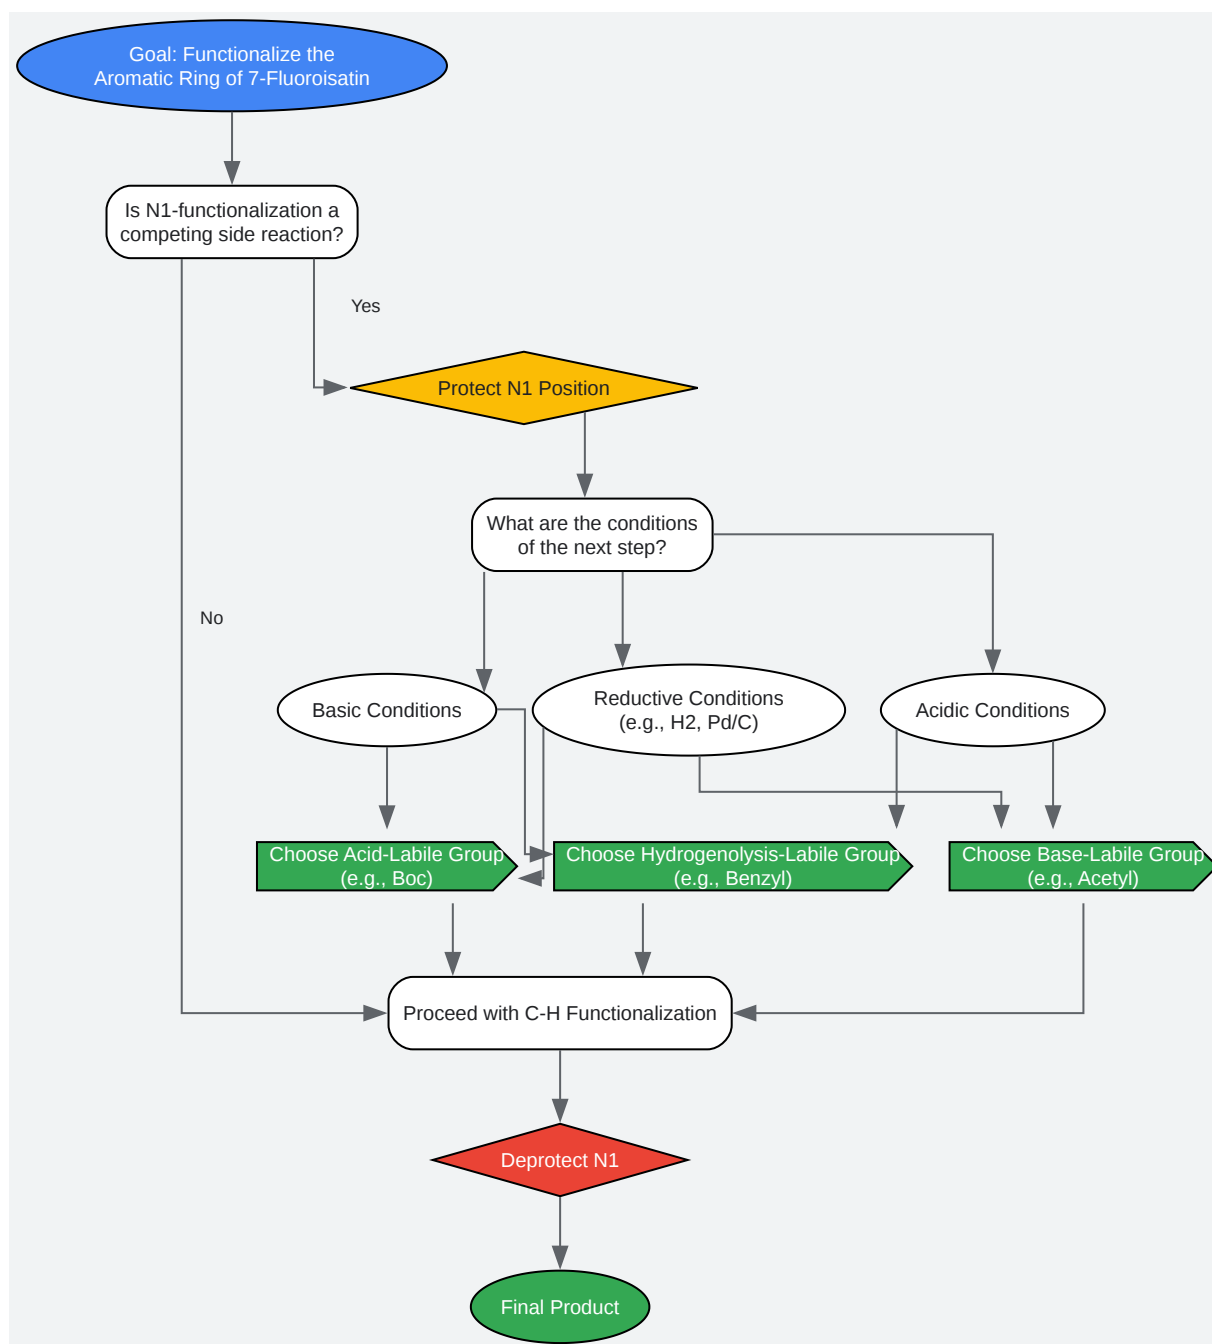 Goal: Functionalize the
Aromatic Ring of 7-Fluoroisatin
Is N1-functionalization a
competing side reaction?
Yes
Protect N1 Position
What are the conditions
of the next step?
No
Basic Conditions
Reductive Conditions
(e.g., H2, Pd/C)
Acidic Conditions
Choose Acid-Labile Group
(e.g., Boc)
Choose Hydrogenolysis-Labile Group
(e.g., Benzyl)
Choose Base-Labile Group
(e.g., Acetyl)
Proceed with C-H Functionalization
Deprotect N1
Final Product